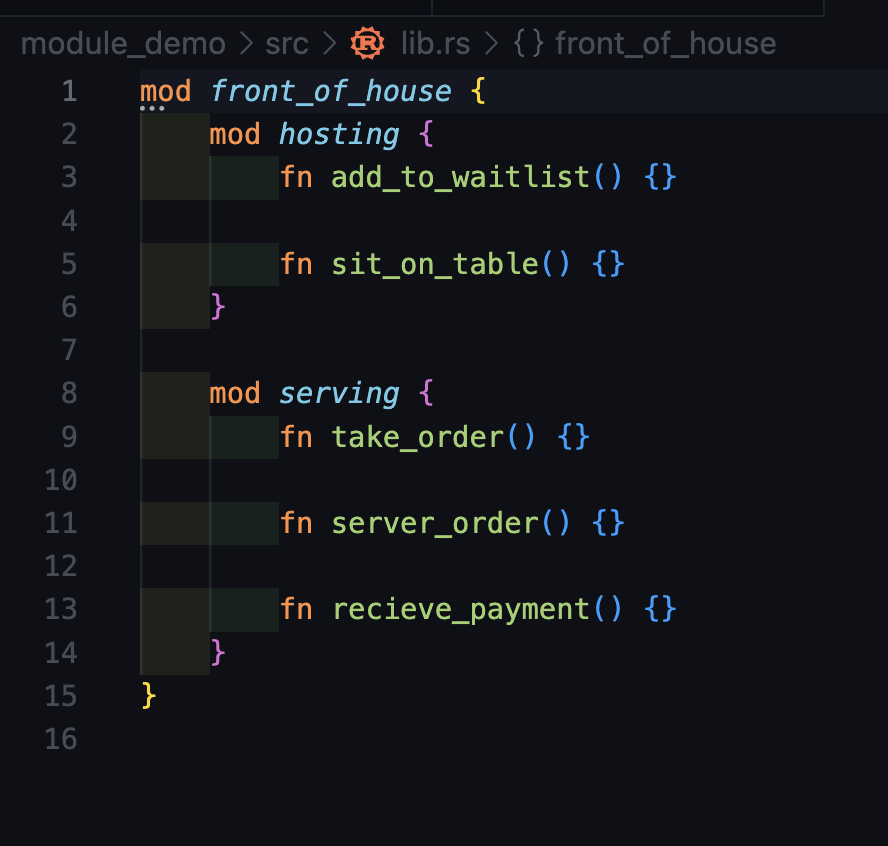 module_demo > src > lib.rs > {} front_of_house
1 mod front_of_house {
2     mod hosting {
3         fn add_to_waitlist() {}
4
5         fn sit_on_table() {}
6     }
7
8     mod serving {
9         fn take_order() {}
10
11         fn server_order() {}
12
13         fn recieve_payment() {}
14     }
15 }
16